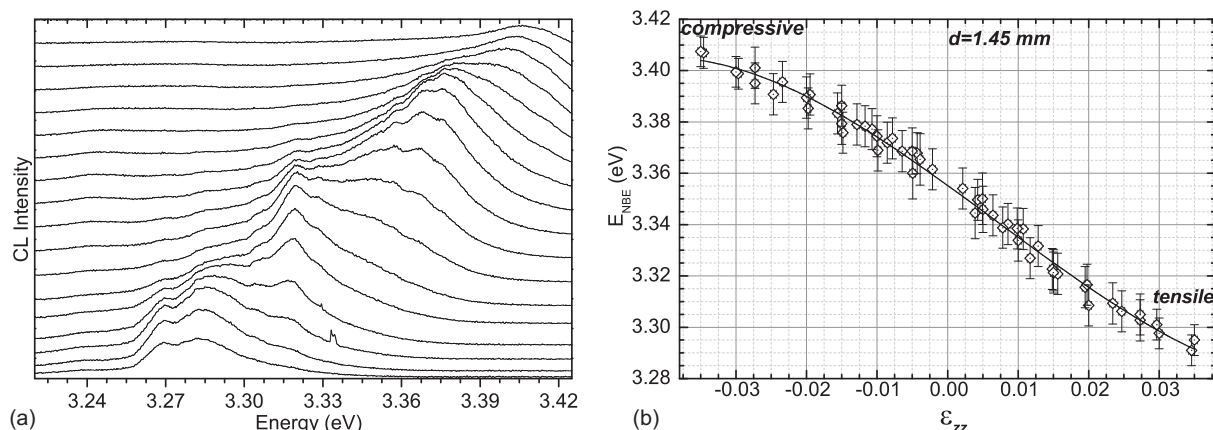 CL Intensity
3.24 3.27 3.30 3.33 3.36 3.39 3.42
Energy (eV)
(a)
E_NBE (eV)
3.42
3.40
3.38
3.36
3.34
3.32
3.30
3.28
compressive
d=1.45 mm
tensile
-0.03 -0.02 -0.01 0.00 0.01 0.02 0.03
ε_zz
(b)